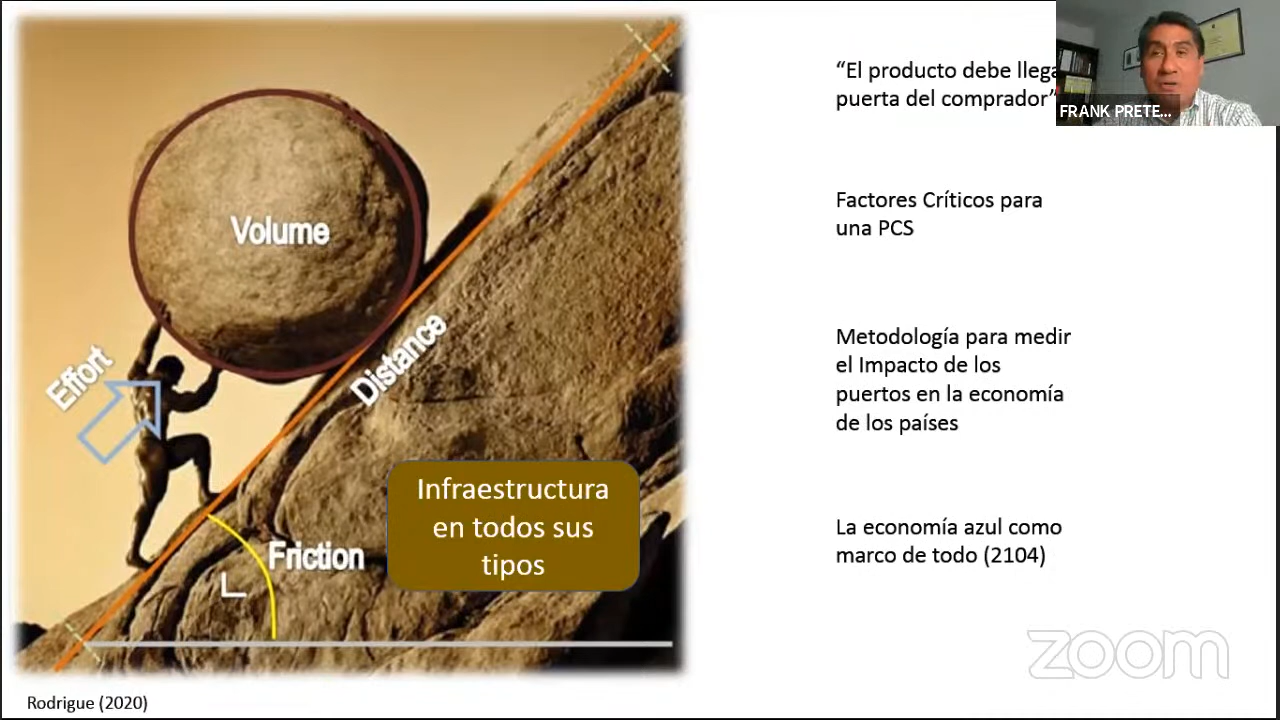 “El producto debe llega
puerta del comprador”
FRANK PRETE...
Factores Críticos para
una PCS
Metodología para medir
el Impacto de los
puertos en la economía
de los países
La economía azul como
marco de todo (2104)
Volume
Effort
Distance
Friction
Infraestructura
en todos sus
tipos
Rodrigue (2020)
zoom